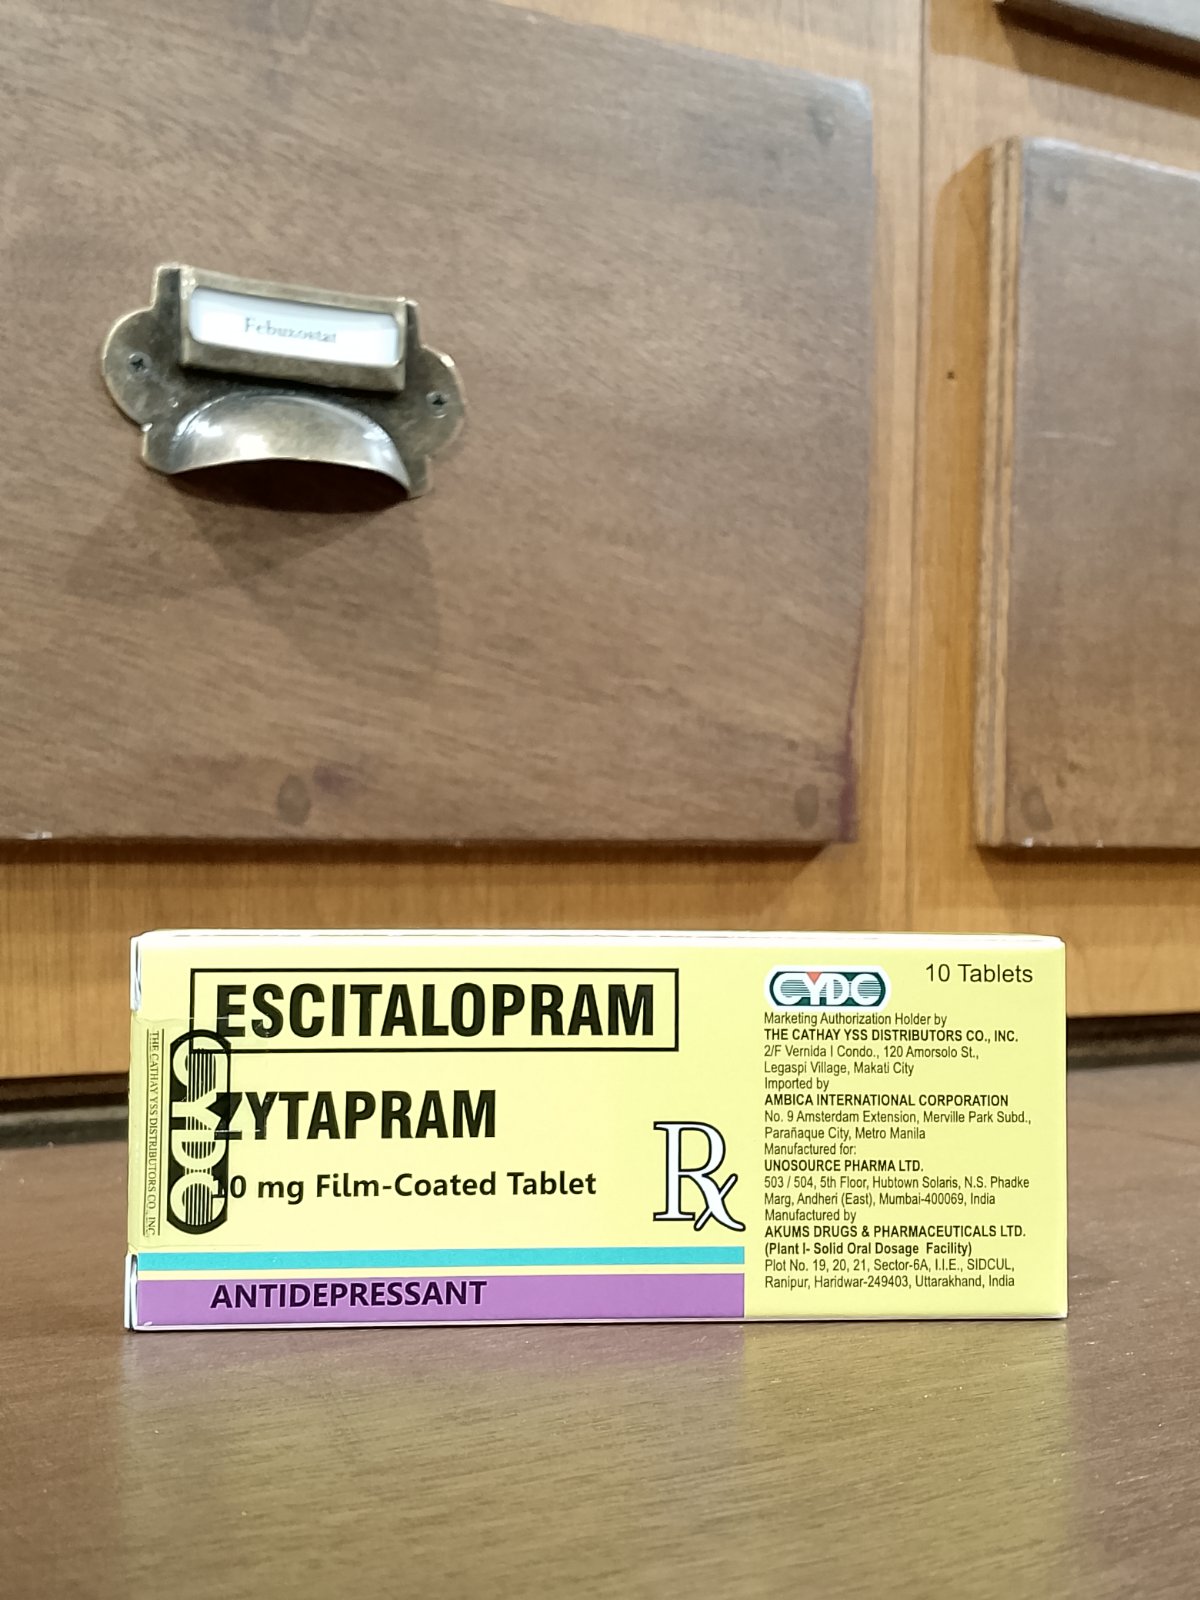 Febuxostat
ESCITALOPRAM
ZYTAPRAM
10 mg Film-Coated Tablet
ANTIDEPRESSANT
Rx
THE CATHAY YSS DISTRIBUTORS CO., INC.
CYDC
CYDC
10 Tablets
Marketing Authorization Holder by
THE CATHAY YSS DISTRIBUTORS CO., INC.
2/F Vernida I Condo., 120 Amorsolo St.,
Legaspi Village, Makati City
Imported by
AMBICA INTERNATIONAL CORPORATION
No. 9 Amsterdam Extension, Merville Park Subd.,
Parañaque City, Metro Manila
Manufactured for:
UNOSOURCE PHARMA LTD.
503 / 504, 5th Floor, Hubtown Solaris, N.S. Phadke
Marg, Andheri (East), Mumbai-400069, India
Manufactured by
AKUMS DRUGS & PHARMACEUTICALS LTD.
(Plant I- Solid Oral Dosage Facility)
Plot No. 19, 20, 21, Sector-6A, I.I.E., SIDCUL,
Ranipur, Haridwar-249403, Uttarakhand, India